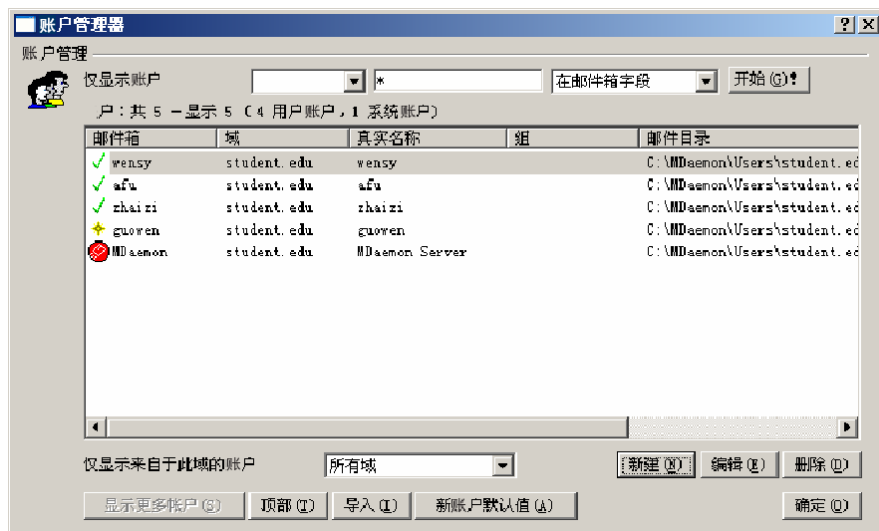 账户管理器
账户管理
仅显示账户 * 在邮件箱字段 开始(G)!
户:共 5 -显示 5 (4 用户账户,1 系统账户)
邮件箱 域 真实名称 组 邮件目录
wensy student.edu wensy C:\MDaemon\Users\student.ed
afu student.edu afu C:\MDaemon\Users\student.ed
zhaizi student.edu zhaizi C:\MDaemon\Users\student.ed
guowen student.edu guowen C:\MDaemon\Users\student.ed
MDaemon student.edu MDaemon Server C:\MDaemon\Users\student.ed
仅显示来自于此域的账户 所有域 新建(N) 编辑(E) 删除(D)
显示更多帐户(S) 顶部(T) 导入(I) 新账户默认值(A) 确定(O)